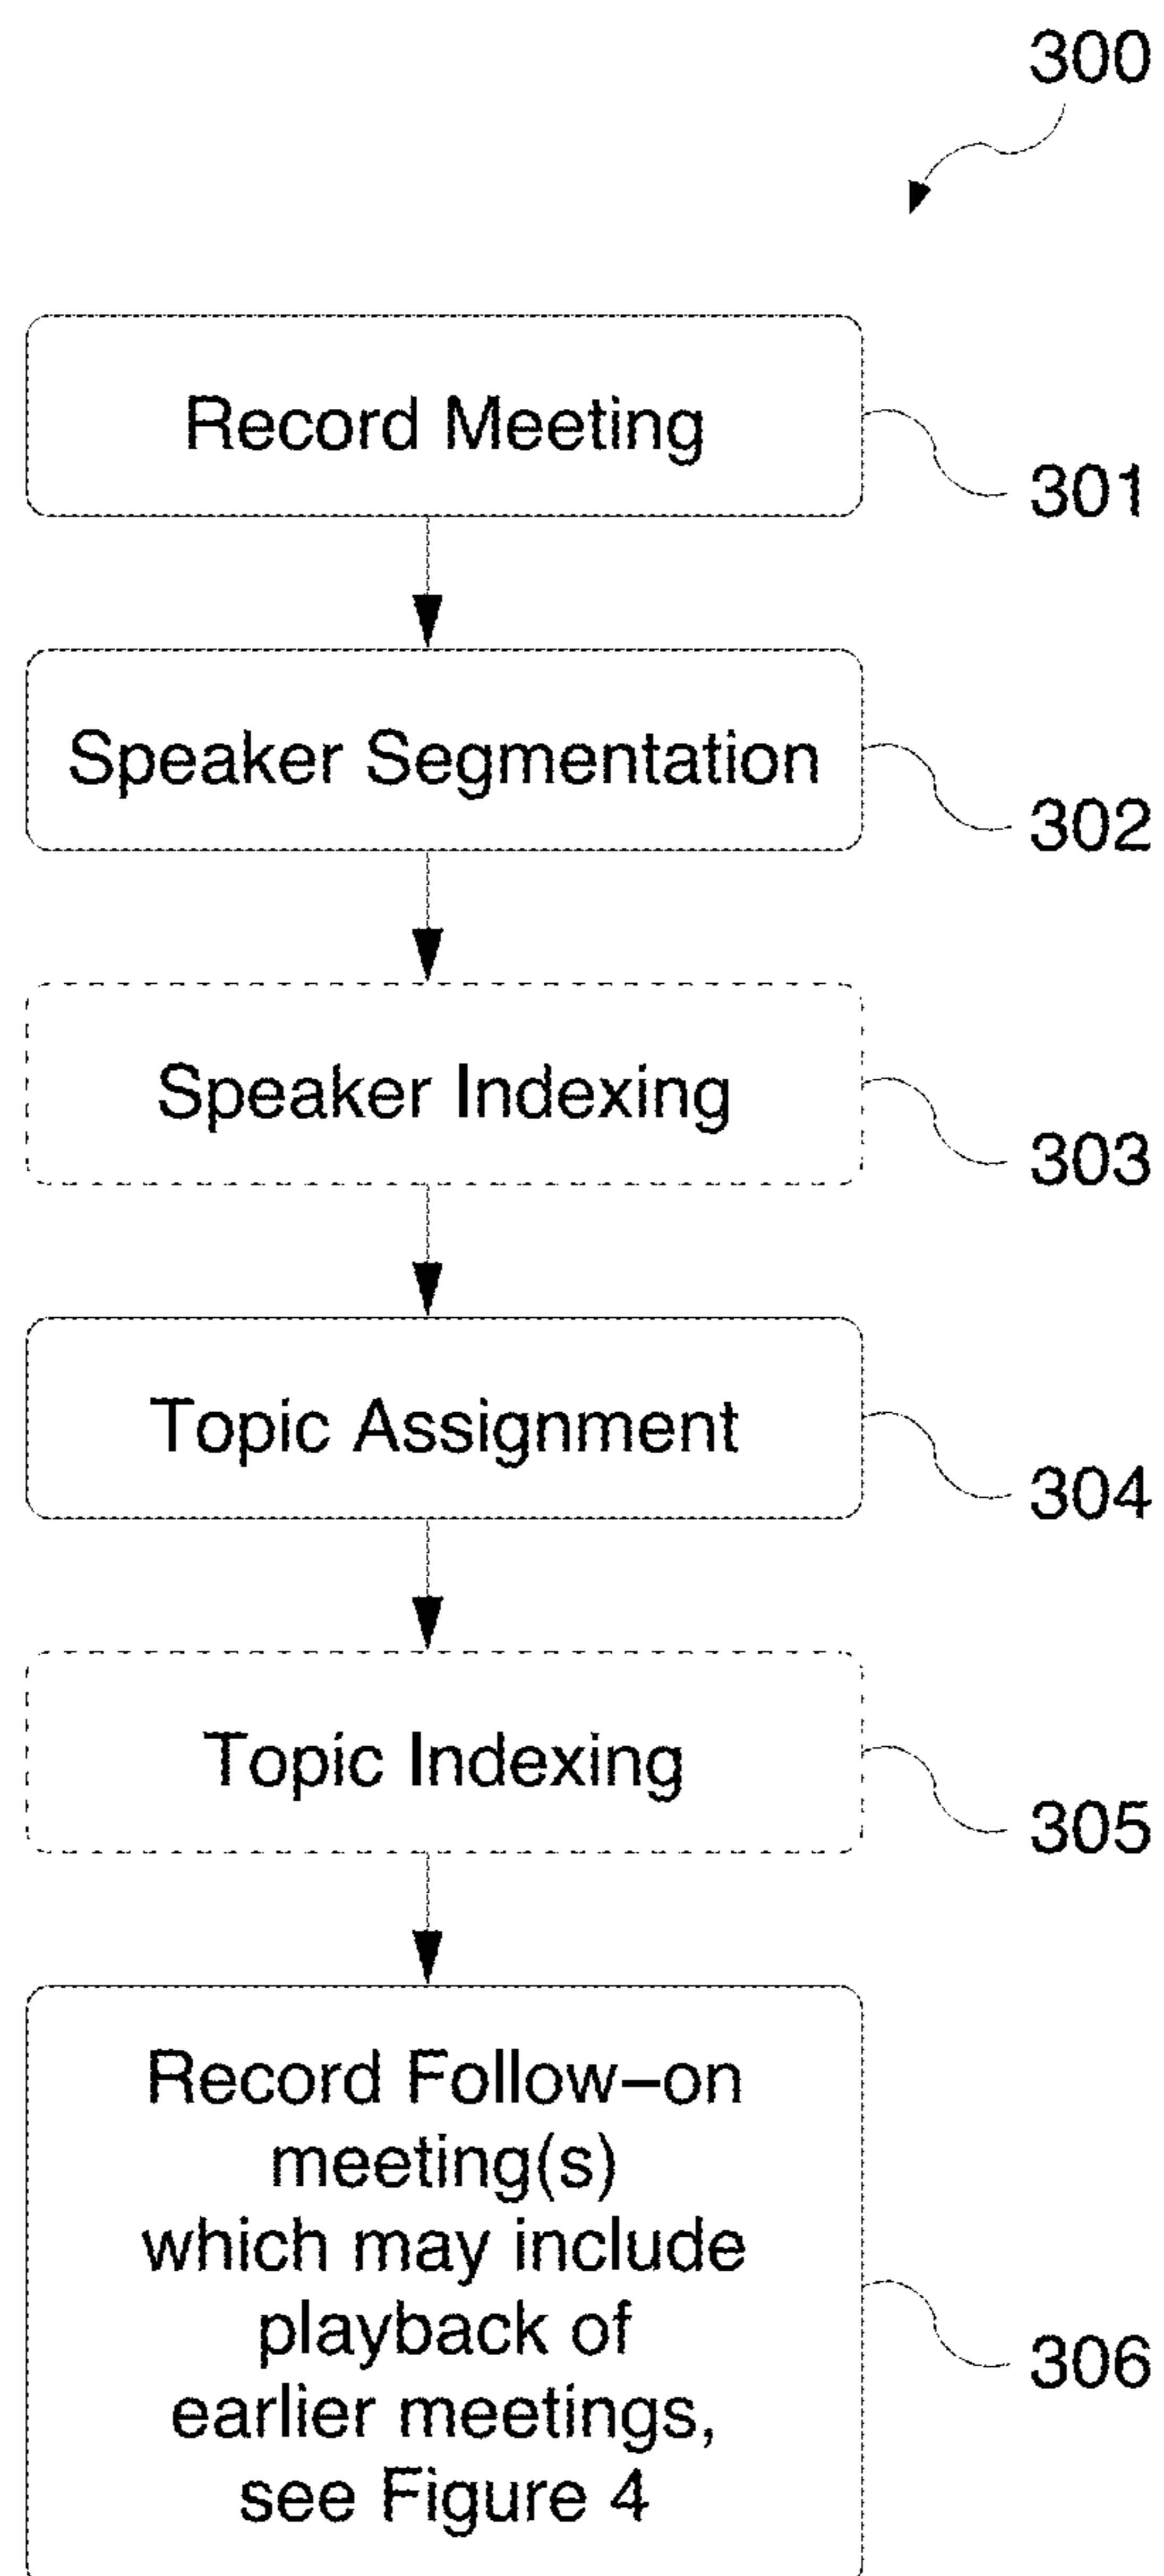 300
Record Meeting
301
Speaker Segmentation
302
Speaker Indexing
303
Topic Assignment
304
Topic Indexing
305
Record Follow–on
meeting(s)
which may include
playback of
earlier meetings,
see Figure 4
306